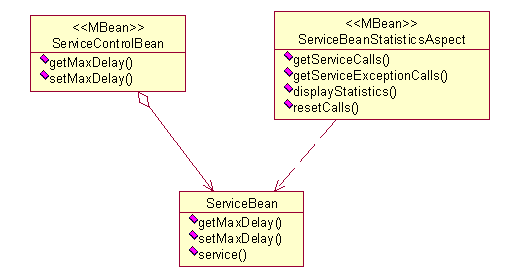 <<MBean>>
ServiceControlBean
getMaxDelay()
setMaxDelay()
<<MBean>>
ServiceBeanStatisticsAspect
getServiceCalls()
getServiceExceptionCalls()
displayStatistics()
resetCalls()
ServiceBean
getMaxDelay()
setMaxDelay()
service()